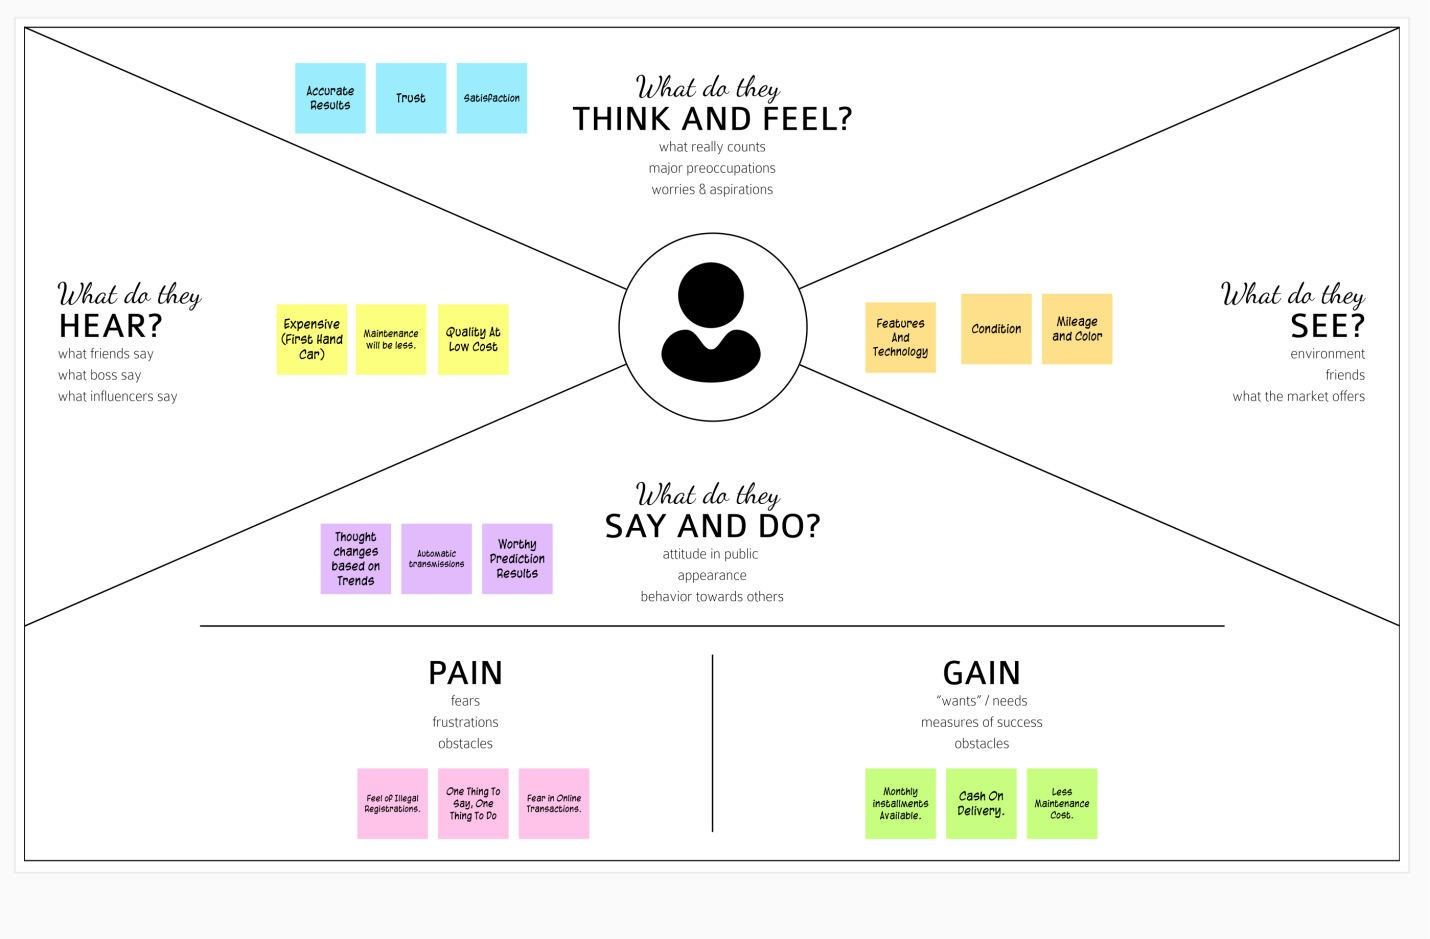 Accurate
Results
Trust
Satisfaction
What do they
THINK AND FEEL?
what really counts
major preoccupations
worries & aspirations
What do they
HEAR?
what friends say
what boss say
what influencers say
Expensive
(First Hand
Car)
Maintenance
will be less.
Quality At
Low Cost
Features
And
Technology
Condition
Mileage
and Color
What do they
SEE?
environment
friends
what the market offers
What do they
SAY AND DO?
attitude in public
appearance
behavior towards others
Thought
changes
based on
Trends
Automatic
transmissions
Worthy
Prediction
Results
PAIN
fears
frustrations
obstacles
Feel of Illegal
Registrations.
One Thing To
Say, One
Thing To Do
Fear in Online
Transactions.
GAIN
“wants” / needs
measures of success
obstacles
Monthly
installments
Available.
Cash On
Delivery.
Less
Maintenance
Cost.